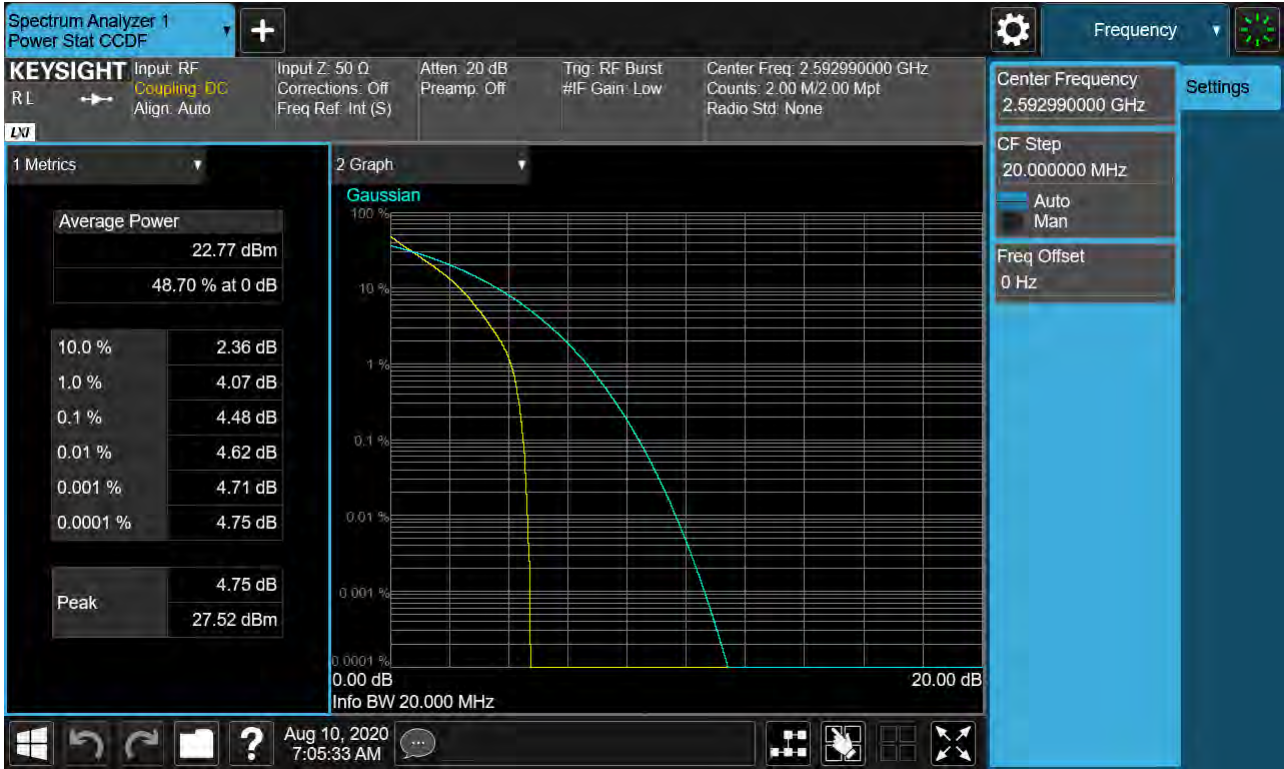 Spectrum Analyzer 1
Power Stat CCDF
Frequency
KEYSIGHT
RL
LXI
Input: RF
Coupling: DC
Align: Auto
Input Z: 50 Ω
Corrections: Off
Freq Ref: Int (S)
Atten: 20 dB
Preamp: Off
Trig: RF Burst
#IF Gain: Low
Center Freq: 2.592990000 GHz
Counts: 2.00 M/2.00 Mpt
Radio Std: None
1 Metrics
Average Power
22.77 dBm
48.70 % at 0 dB
10.0 % 2.36 dB
1.0 % 4.07 dB
0.1 % 4.48 dB
0.01 % 4.62 dB
0.001 % 4.71 dB
0.0001 % 4.75 dB
Peak
4.75 dB
27.52 dBm
2 Graph
Gaussian
100 %
10 %
1 %
0.1 %
0.01 %
0.001 %
0.0001 %
0.00 dB 20.00 dB
Info BW 20.000 MHz
Center Frequency
2.592990000 GHz
CF Step
20.000000 MHz
Auto
Man
Freq Offset
0 Hz
Settings
Aug 10, 2020
7:05:33 AM